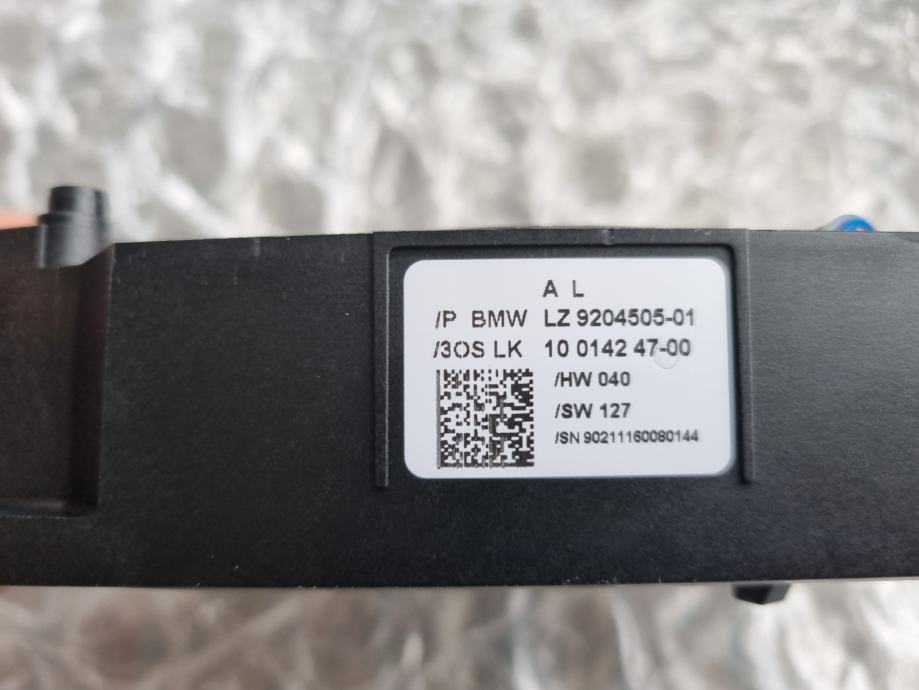 A L
/P BMW LZ 9204505-01
/3OS LK 10 0142 47-00
/HW 040
/SW 127
/SN 90211160080144